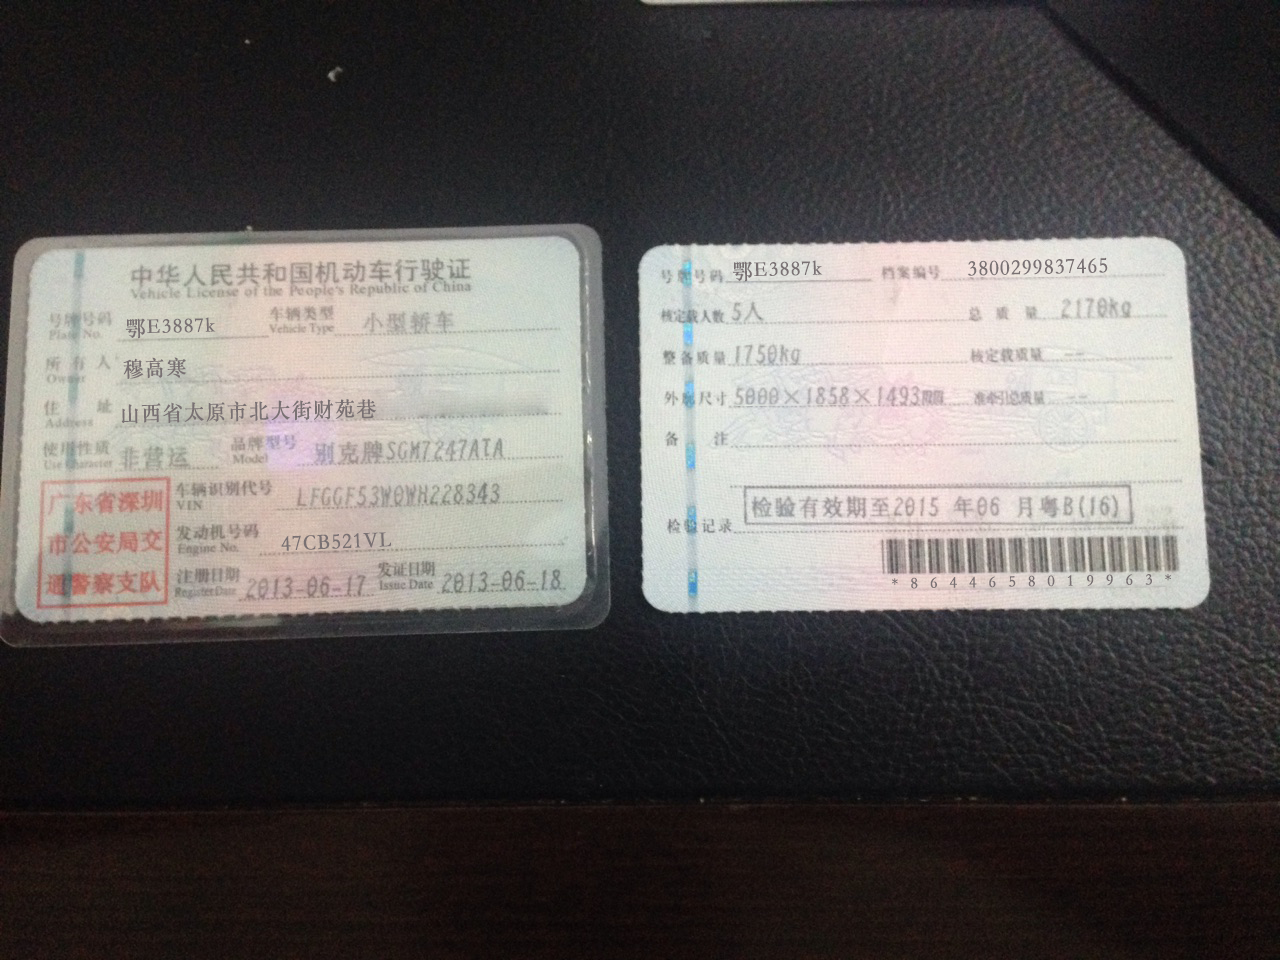 中华人民共和国机动车行驶证
Vehicle License of the People's Republic of China
号牌号码 鄂E3887k 车辆类型 小型轿车
Plate No. Vehicle Type
所有人 穆高寒
Owner
住址 山西省太原市北大街财苑巷
Address
使用性质 非营运 品牌型号 别克牌SGM7247ATA
Use Character Model
广东省深圳
市公安局交
通警察支队
车辆识别代号 LFGGF53W0WH228343
VIN
发动机号码 47CB521VL
Engine No.
注册日期 2013-06-17 发证日期 2013-06-18
Register Date Issue Date
号牌号码 鄂E3887k 档案编号 3800299837465
核定载人数 5人 总质量 2170kg
整备质量 1750kg 核定载质量 --
外廓尺寸 5000×1858×1493 准牵引总质量 --
备注
检验有效期至2015 年06 月粤B(16)
检验记录
*8644658019963*